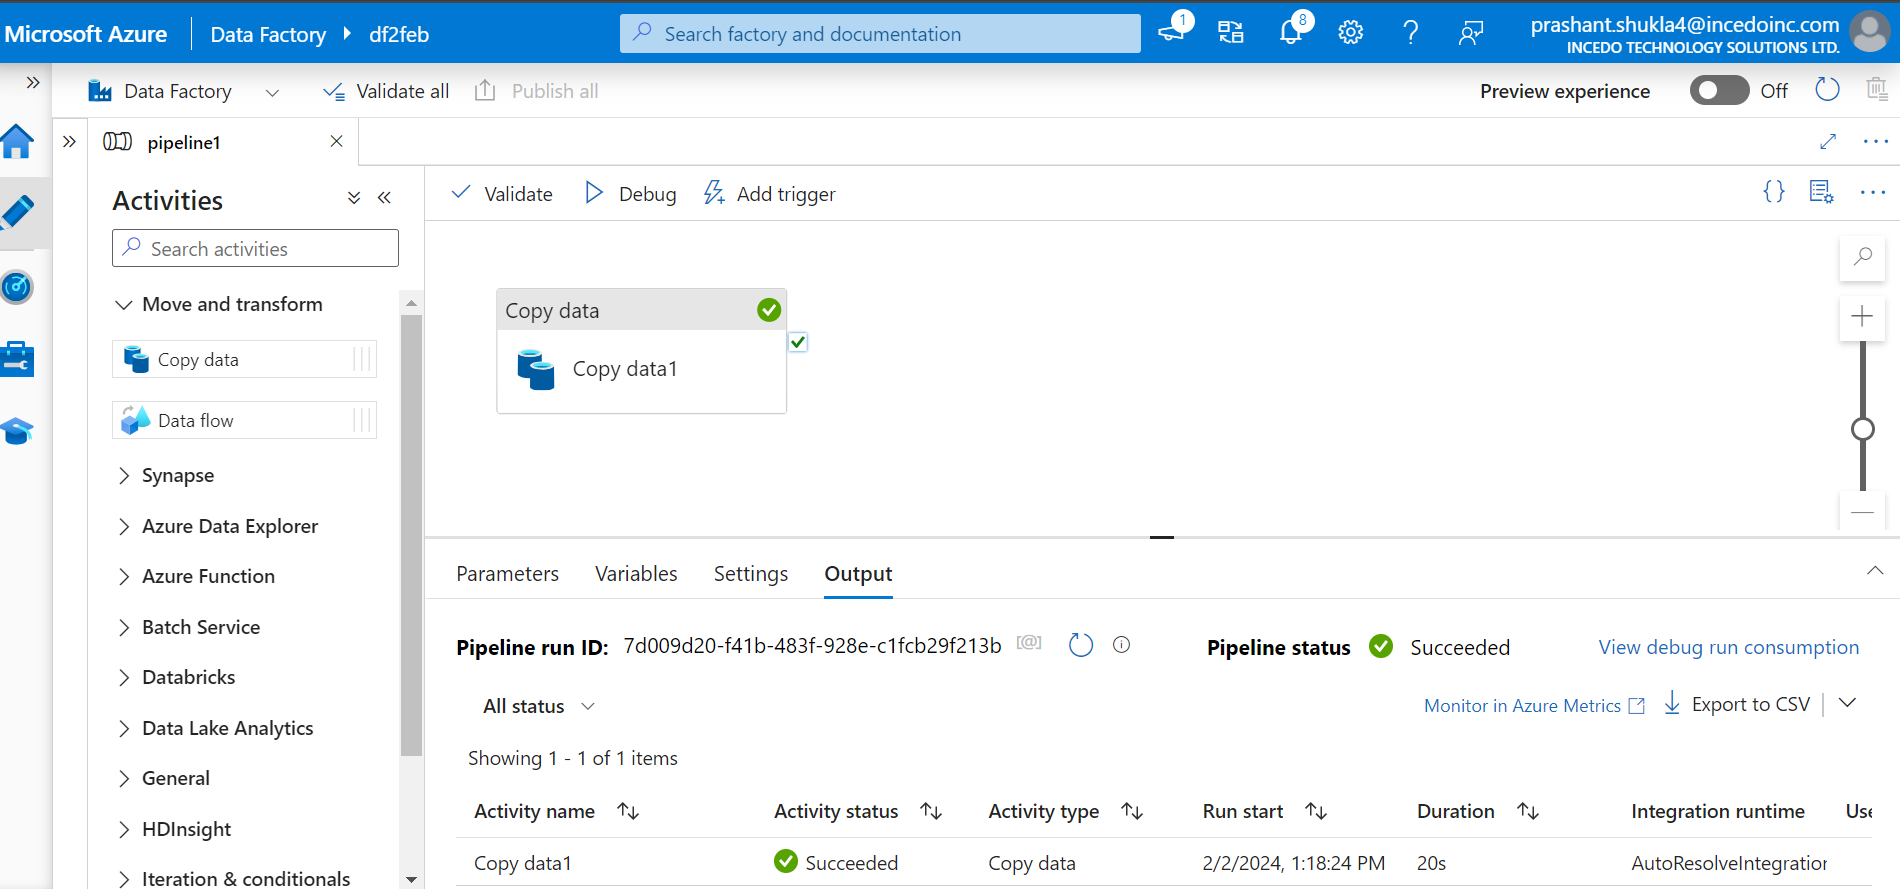 Microsoft Azure Data Factory df2feb Search factory and documentation 1 8 prashant.shukla4@incedoinc.com
INCEDO TECHNOLOGY SOLUTIONS LTD.
Data Factory Validate all Publish all Preview experience Off
pipeline1
Activities
Search activities
Move and transform
Copy data
Data flow
Synapse
Azure Data Explorer
Azure Function
Batch Service
Databricks
Data Lake Analytics
General
HDInsight
Iteration & conditionals
Validate Debug Add trigger
Copy data
Copy data1
Parameters Variables Settings Output
Pipeline run ID: 7d009d20-f41b-483f-928e-c1fcb29f213b [@] Pipeline status Succeeded View debug run consumption
All status Monitor in Azure Metrics Export to CSV
Showing 1 - 1 of 1 items
Activity name Activity status Activity type Run start Duration Integration runtime Use
Copy data1 Succeeded Copy data 2/2/2024, 1:18:24 PM 20s AutoResolveIntegration